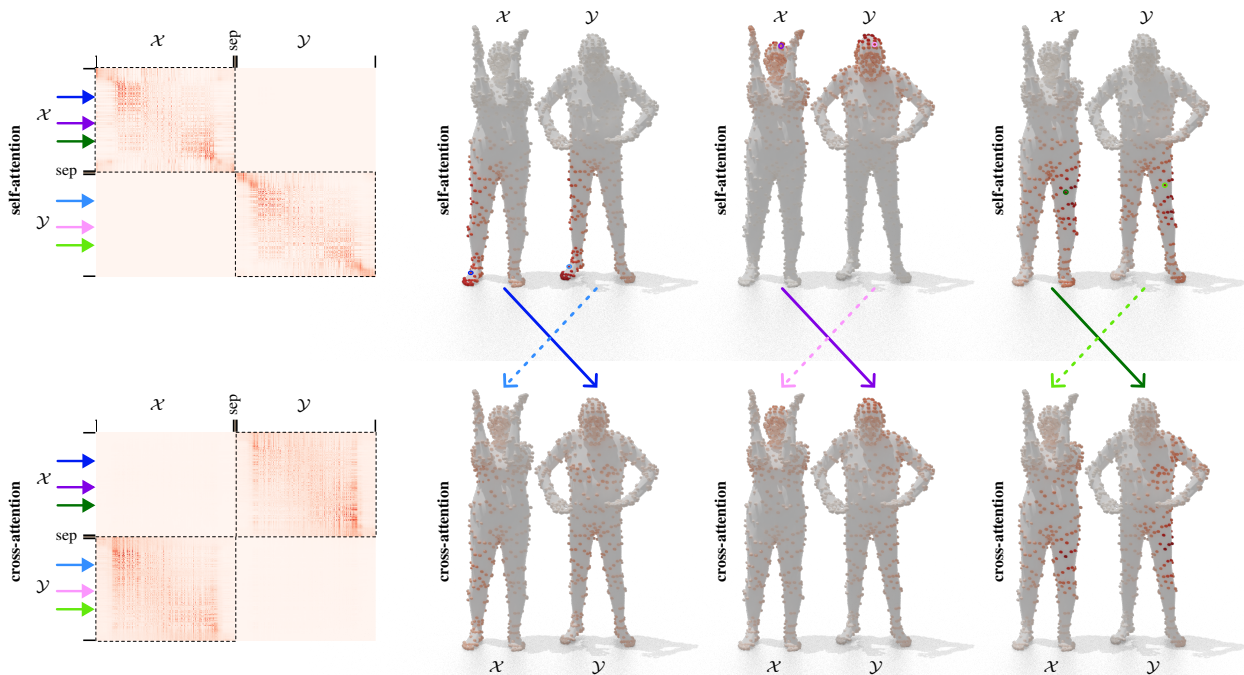 𝒳 sep 𝒴
self-attention
𝒳
sep
𝒴
𝒳 𝒴
self-attention
𝒳 𝒴
self-attention
𝒳 𝒴
self-attention
𝒳 sep 𝒴
cross-attention
𝒳
sep
𝒴
cross-attention
𝒳 𝒴
cross-attention
𝒳 𝒴
cross-attention
𝒳 𝒴